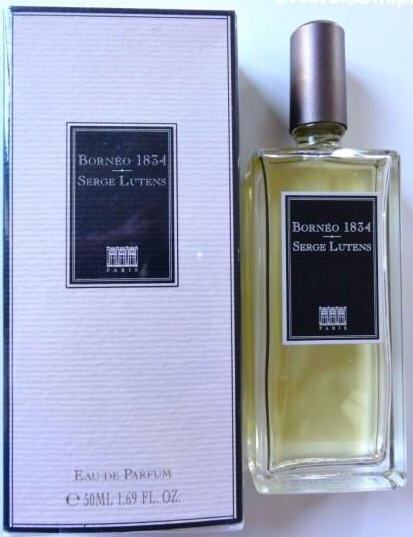 BORNÉO 1834
SERGE LUTENS
PARIS
EAU DE PARFUM
℮ 50ML 1.69 FL. OZ.
BORNÉO 1834
SERGE LUTENS
PARIS